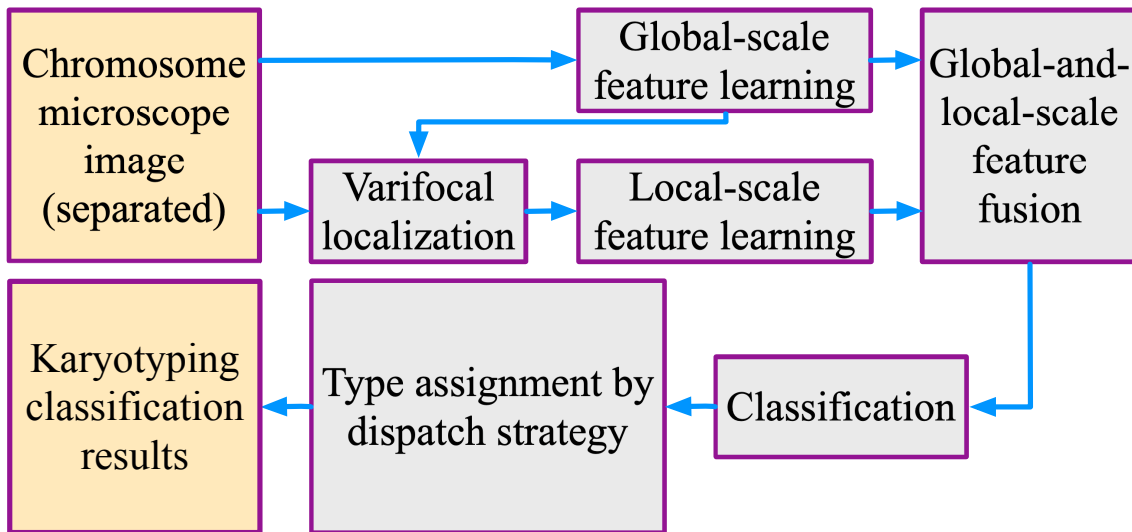 Chromosome
microscope
image
(separated)
Global-scale
feature learning
Global-and-
local-scale
feature
fusion
Varifocal
localization
Local-scale
feature learning
Karyotyping
classification
results
Type assignment by
dispatch strategy
Classification